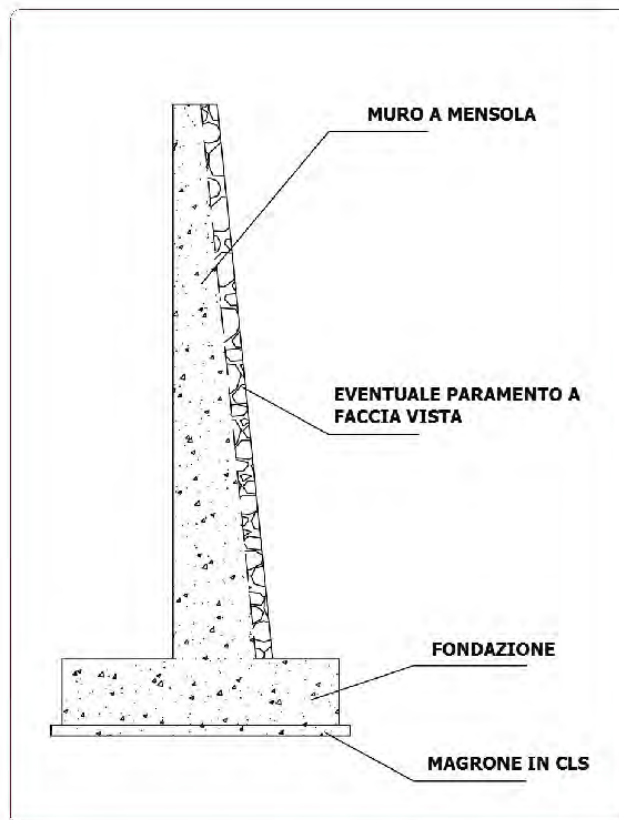 MURO A MENSOLA
EVENTUALE PARAMENTO A
FACCIA VISTA
FONDAZIONE
MAGRONE IN CLS